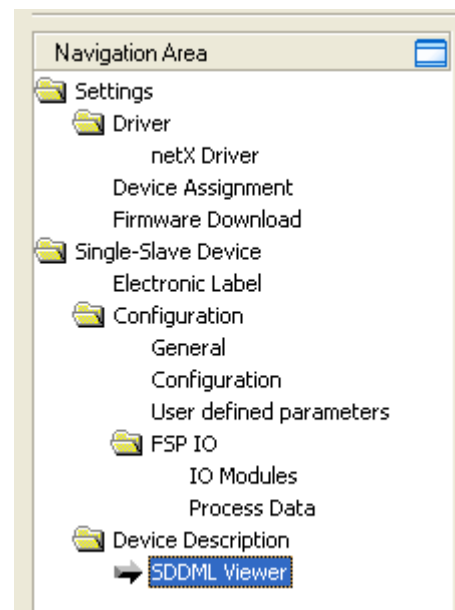 Navigation Area
Settings
Driver
netX Driver
Device Assignment
Firmware Download
Single-Slave Device
Electronic Label
Configuration
General
Configuration
User defined parameters
FSP IO
IO Modules
Process Data
Device Description
SDDML Viewer